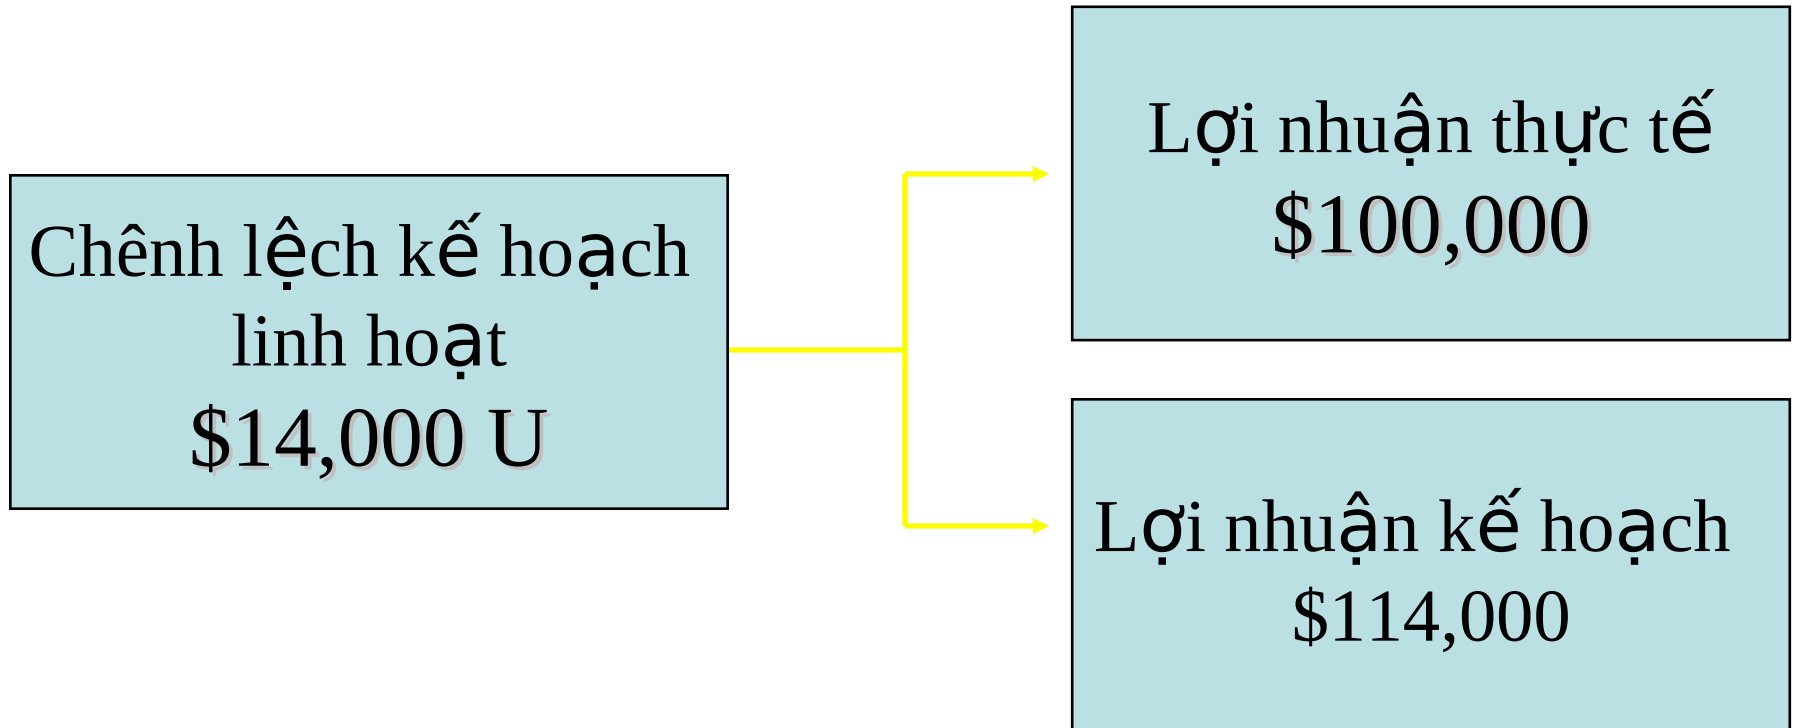 Chênh lệch kế hoạch
linh hoạt
$14,000 U
Lợi nhuận thực tế
$100,000
Lợi nhuận kế hoạch
$114,000